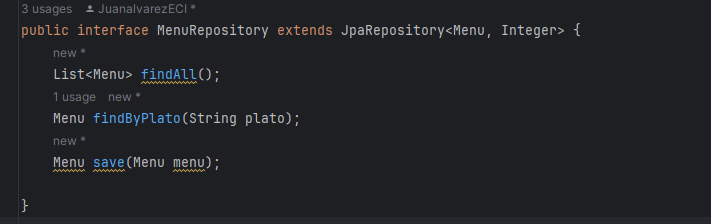 3 usages JuanalvarezECI *
public interface MenuRepository extends JpaRepository<Menu, Integer> {
new *
List<Menu> findAll();
1 usage new *
Menu findByPlato(String plato);
new *
Menu save(Menu menu);
}